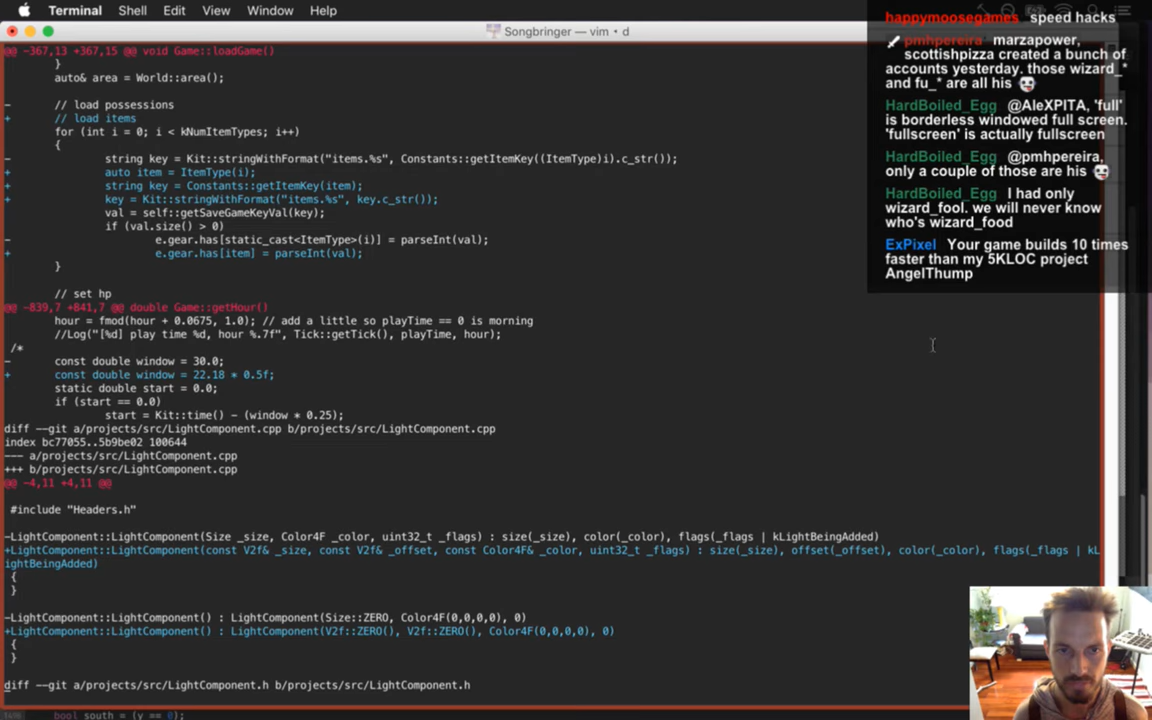 Terminal Shell Edit View Window Help
Songbringer — vim • d
@@ -367,13 +367,15 @@ void Game::loadGame()
}
auto& area = World::area();
- // load possessions
+ // load items
for (int i = 0; i < kNumItemTypes; i++)
{
- string key = Kit::stringWithFormat("items.%s", Constants::getItemKey((ItemType)i).c_str());
+ auto item = ItemType(i);
+ string key = Constants::getItemKey(item);
+ key = Kit::stringWithFormat("items.%s", key.c_str());
val = self::getSaveGameKeyVal(key);
if (val.size() > 0)
- e.gear.has[static_cast<ItemType>(i)] = parseInt(val);
+ e.gear.has[item] = parseInt(val);
}
// set hp
@@ -839,7 +841,7 @@ double Game::getHour()
hour = fmod(hour + 0.0675, 1.0); // add a little so playTime == 0 is morning
//Log("[%d] play time %d, hour %.7f", Tick::getTick(), playTime, hour);
/*
- const double window = 30.0;
+ const double window = 22.18 * 0.5f;
static double start = 0.0;
if (start == 0.0)
start = Kit::time() - (window * 0.25);
diff --git a/projects/src/LightComponent.cpp b/projects/src/LightComponent.cpp
index bc77055..5b9be02 100644
--- a/projects/src/LightComponent.cpp
+++ b/projects/src/LightComponent.cpp
@@ -4,11 +4,11 @@
#include "Headers.h"
-LightComponent::LightComponent(Size _size, Color4F _color, uint32_t _flags) : size(_size), color(_color), flags(_flags | kLightBeingAdded)
+LightComponent::LightComponent(const V2f& _size, const V2f& _offset, const Color4F& _color, uint32_t _flags) : size(_size), offset(_offset), color(_color), flags(_flags | kL
ightBeingAdded)
{
}
-LightComponent::LightComponent() : LightComponent(Size::ZERO, Color4F(0,0,0,0), 0)
+LightComponent::LightComponent() : LightComponent(V2f::ZERO(), V2f::ZERO(), Color4F(0,0,0,0), 0)
{
}
diff --git a/projects/src/LightComponent.h b/projects/src/LightComponent.h
bool south = (y == 0);
happymoosegames speed hacks
pmhpereira marzapower,
scottishpizza created a bunch of
accounts yesterday. those wizard_*
and fu_* are all his
HardBoiled_Egg @AleXPITA, 'full'
is borderless windowed full screen.
'fullscreen' is actually fullscreen
HardBoiled_Egg @pmhpereira,
only a couple of those are his
HardBoiled_Egg I had only
wizard_fool. we will never know
who's wizard_food
ExPixel Your game builds 10 times
faster than my 5KLOC project
AngelThump